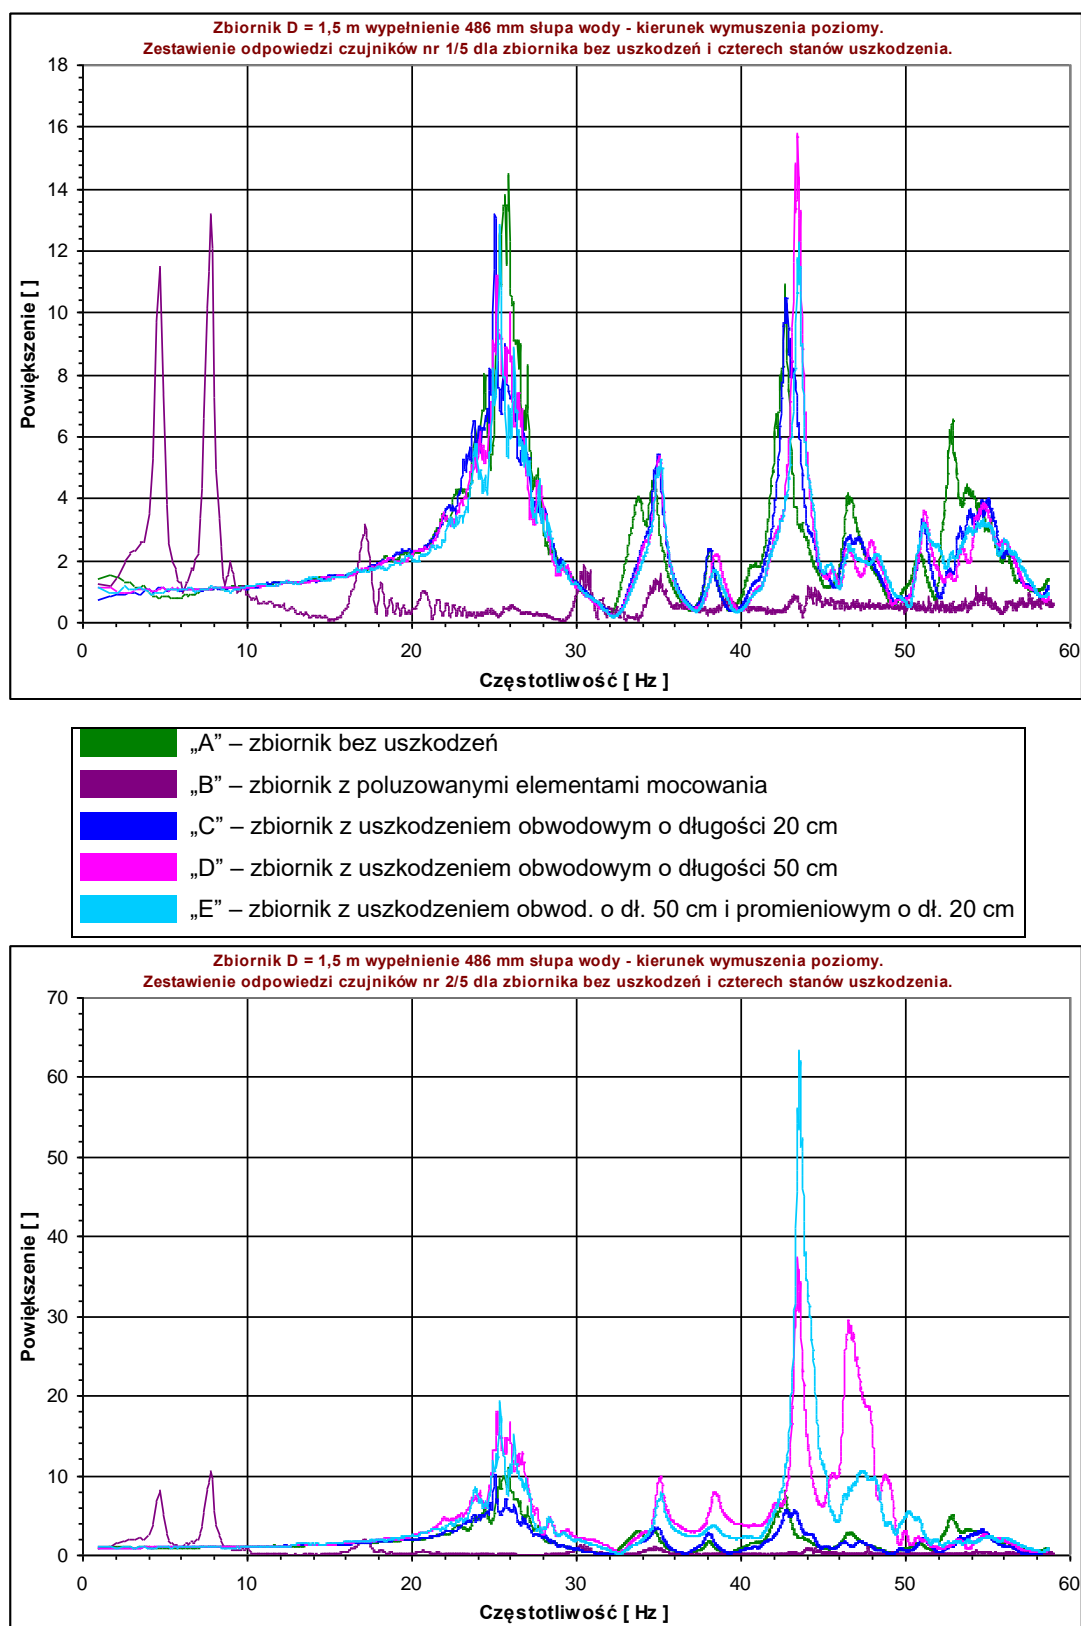 Zbiornik D = 1,5 m wypełnienie 486 mm słupa wody - kierunek wymuszenia poziomy.
Zestawienie odpowiedzi czujników nr 1/5 dla zbiornika bez uszkodzeń i czterech stanów uszkodzenia.
18
16
14
12
10
8
6
4
2
0
Powiększenie [ ]
0 10 20 30 40 50 60
Częstotliwość [ Hz ]
„A” – zbiornik bez uszkodzeń
„B” – zbiornik z poluzowanymi elementami mocowania
„C” – zbiornik z uszkodzeniem obwodowym o długości 20 cm
„D” – zbiornik z uszkodzeniem obwodowym o długości 50 cm
„E” – zbiornik z uszkodzeniem obwod. o dł. 50 cm i promieniowym o dł. 20 cm
Zbiornik D = 1,5 m wypełnienie 486 mm słupa wody - kierunek wymuszenia poziomy.
Zestawienie odpowiedzi czujników nr 2/5 dla zbiornika bez uszkodzeń i czterech stanów uszkodzenia.
70
60
50
40
30
20
10
0
Powiększenie [ ]
0 10 20 30 40 50 60
Częstotliwość [ Hz ]